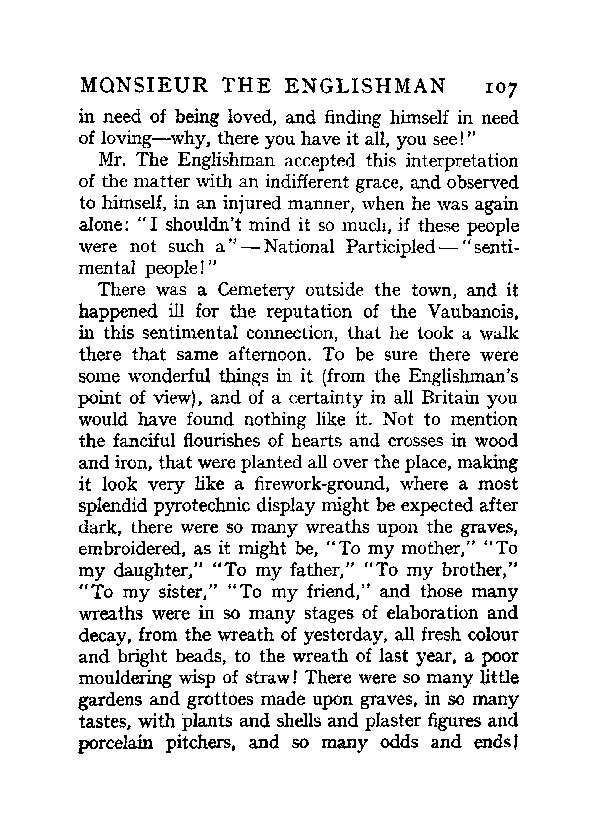 MONSIEUR THE ENGLISHMAN 107
in need of being loved, and finding himself in need
of loving—why, there you have it all, you see!"
Mr. The Englishman accepted this interpretation
of the matter with an indifferent grace, and observed
to himself, in an injured manner, when he was again
alone: "I shouldn't mind it so much, if these people
were not such a"—National Participled—"senti-
mental people!"
There was a Cemetery outside the town, and it
happened ill for the reputation of the Vaubanois,
in this sentimental connection, that he took a walk
there that same afternoon. To be sure there were
some wonderful things in it (from the Englishman's
point of view), and of a certainty in all Britain you
would have found nothing like it. Not to mention
the fanciful flourishes of hearts and crosses in wood
and iron, that were planted all over the place, making
it look very like a firework-ground, where a most
splendid pyrotechnic display might be expected after
dark, there were so many wreaths upon the graves,
embroidered, as it might be, "To my mother," "To
my daughter," "To my father," "To my brother,"
"To my sister," "To my friend," and those many
wreaths were in so many stages of elaboration and
decay, from the wreath of yesterday, all fresh colour
and bright beads, to the wreath of last year, a poor
mouldering wisp of straw! There were so many little
gardens and grottoes made upon graves, in so many
tastes, with plants and shells and plaster figures and
porcelain pitchers, and so many odds and ends!